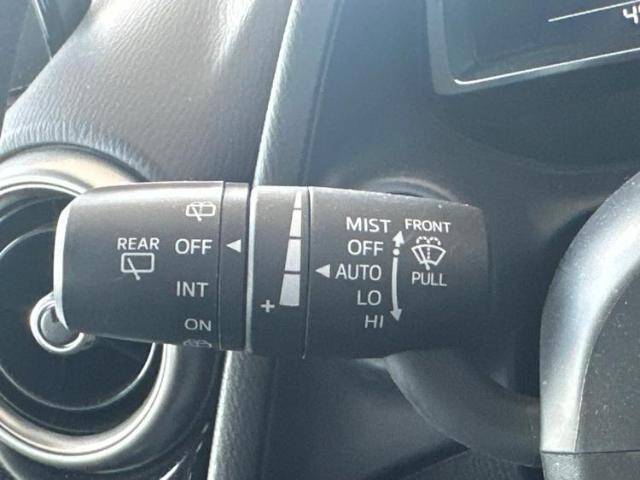 REAR
OFF
INT
ON
+
MIST
OFF
AUTO
LO
HI
FRONT
PULL